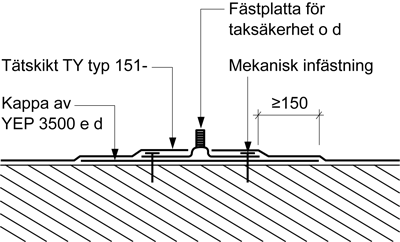 Fästplatta för
taksäkerhet o d
Tätskikt TY typ 151-
Mekanisk infästning
Kappa av
YEP 3500 e d
≥150